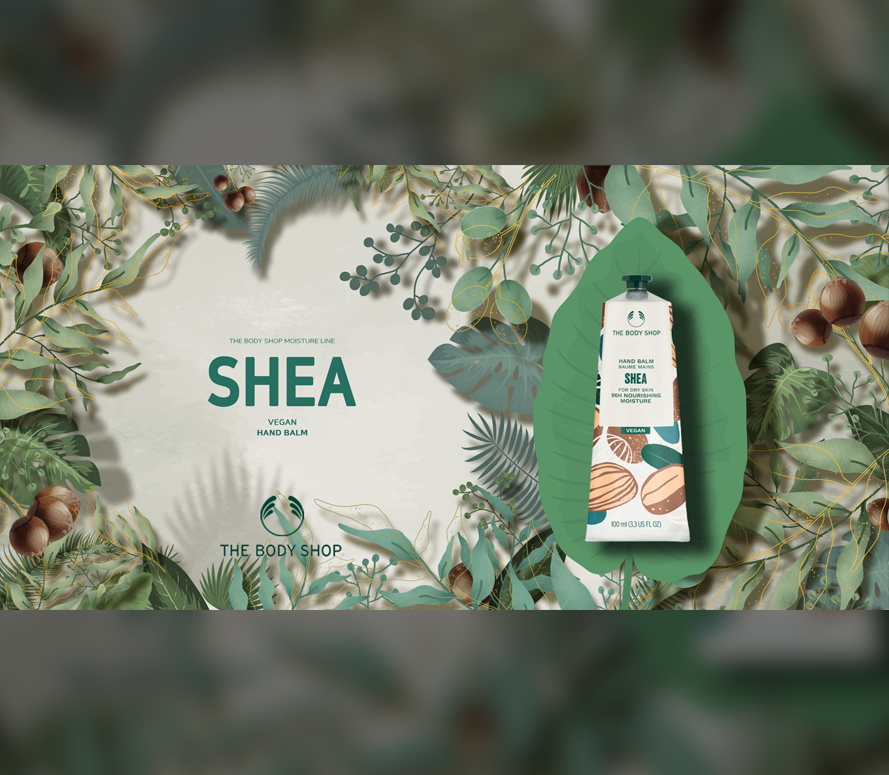 THE BODY SHOP MOISTURE LINE
SHEA
VEGAN
HAND BALM
THE BODY SHOP
THE BODY SHOP
HAND BALM
BAUME MAINS
SHEA
FOR DRY SKIN
96H NOURISHING
MOISTURE
VEGAN
100 ml (3.3 US FL OZ)